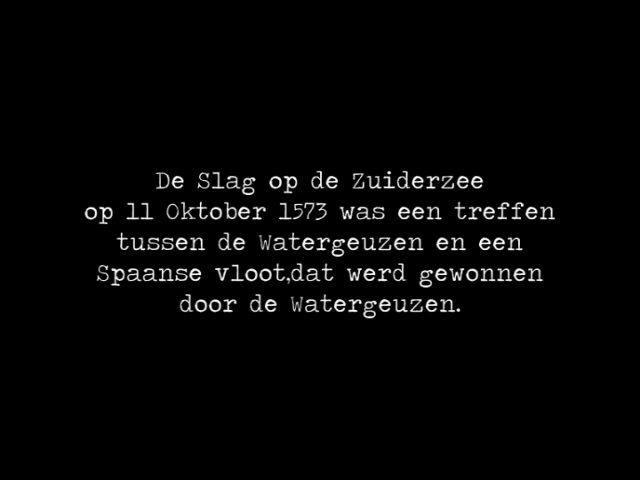 De Slag op de Zuiderzee
op 11 Oktober 1573 was een treffen
tussen de Watergeuzen en een
Spaanse vloot,dat werd gewonnen
door de Watergeuzen.